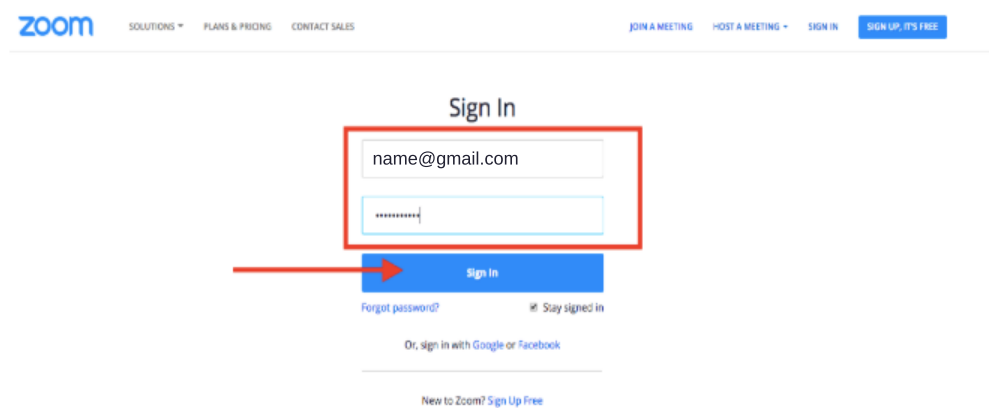 zoom SOLUTIONS PLANS & PRICING CONTACT SALES JOIN A MEETING HOST A MEETING SIGN IN SIGN UP, IT'S FREE
Sign In
name@gmail.com
•••••••••••
Sign In
Forgot password? Stay signed in
Or, sign in with Google or Facebook
New to Zoom? Sign Up Free